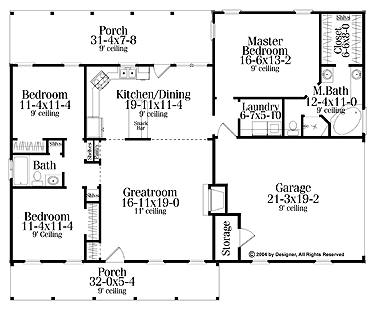 Porch
31-4x7-8
9' ceiling
Master
Bedroom
16-6x13-2
9' ceiling
Shlvs
Closet
6-6x8-0
Bedroom
11-4x11-4
9' ceiling
Kitchen/Dining
19-11x11-4
9' ceiling
Snack
Bar
M.Bath
12-4x11-0
9' ceiling
Laundry
6-7x5-10
Shlvs
Shlvs
Shelves
Bath
Greatroom
16-11x19-0
11' ceiling
Garage
21-3x19-2
9' Ceiling
Shlvs
Bedroom
11-4x11-4
9' Ceiling
Storage
© 2004 by Designer, All Rights Reserved
Porch
32-0x5-4
9' ceiling